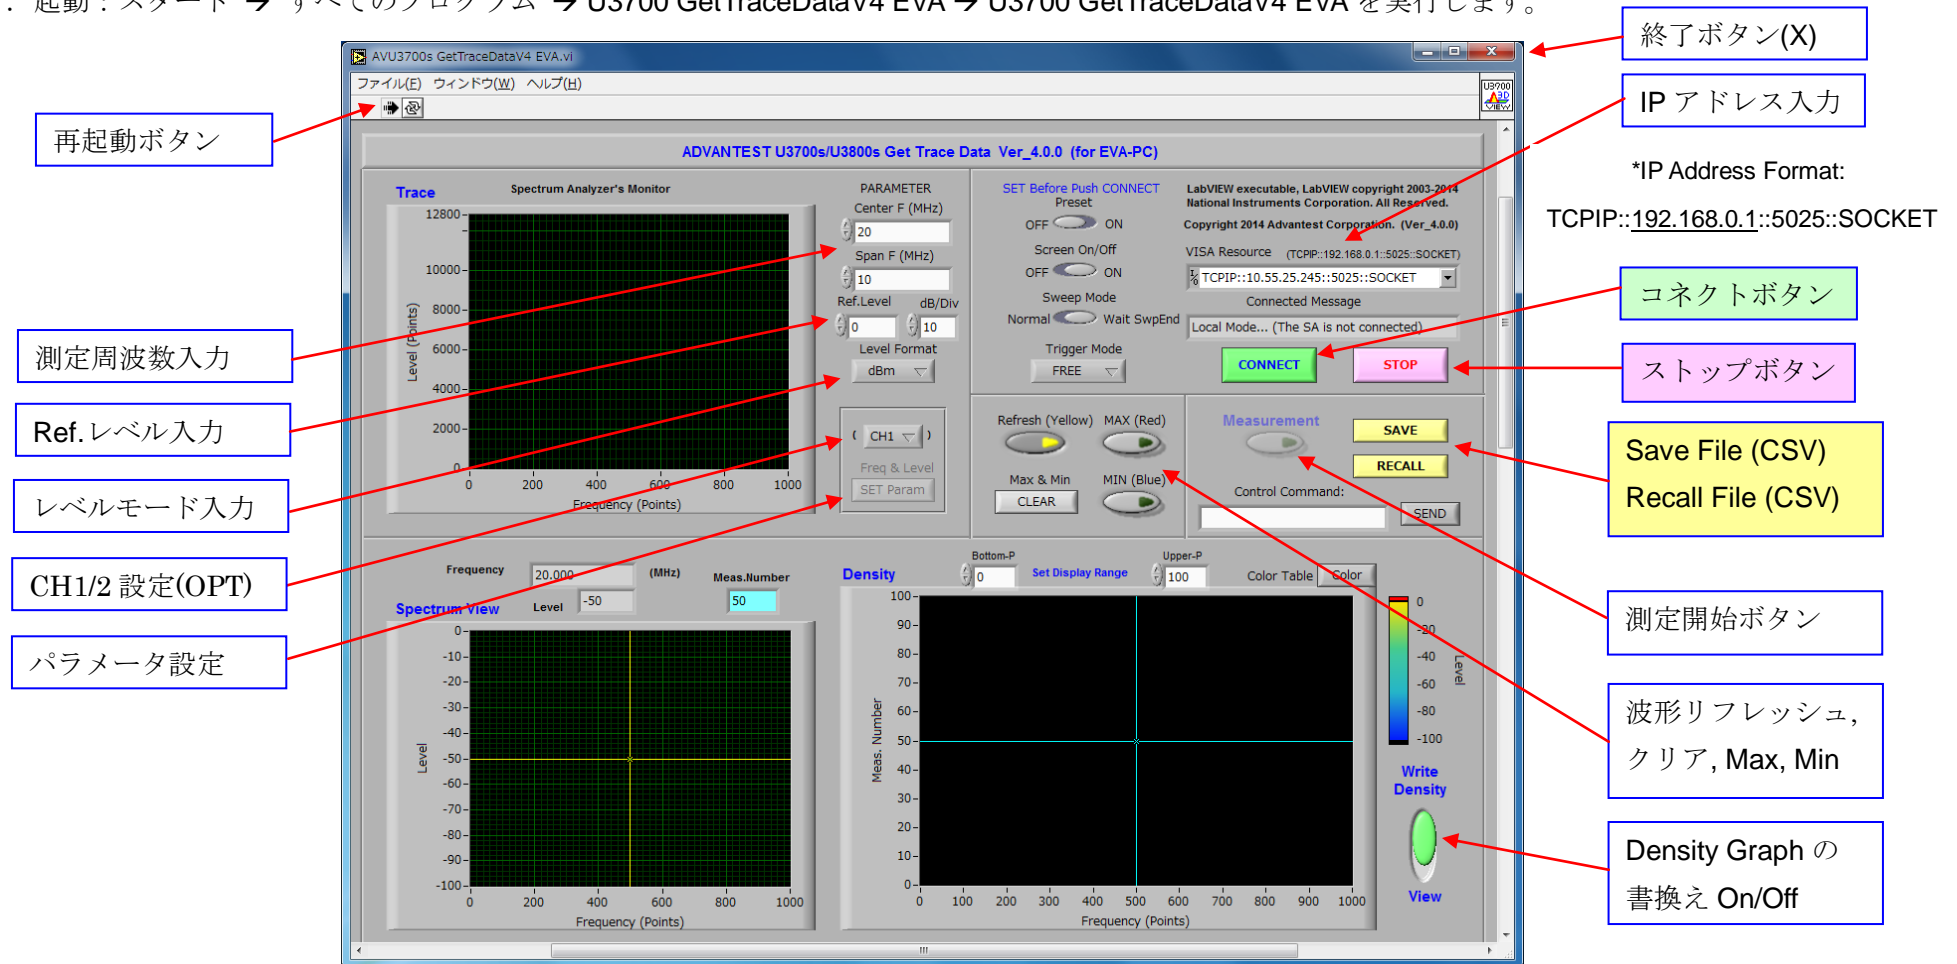 . 起動：スタート → すべてのプログラム → U3700 GetTraceDataV4 EVA → U3700 GetTraceDataV4 EVA を実行します。
終了ボタン(X)
IP アドレス入力
*IP Address Format:
TCPIP::192.168.0.1::5025::SOCKET
コネクトボタン
ストップボタン
Save File (CSV)
Recall File (CSV)
測定開始ボタン
波形リフレッシュ,
クリア, Max, Min
Density Graph の
書換え On/Off
再起動ボタン
測定周波数入力
Ref.レベル入力
レベルモード入力
CH1/2 設定(OPT)
パラメータ設定
AVU3700s GetTraceDataV4 EVA.vi
ファイル(F) ウィンドウ(W) ヘルプ(H)
U3700
3D
VIEW
ADVANTEST U3700s/U3800s Get Trace Data Ver_4.0.0 (for EVA-PC)
Trace
Spectrum Analyzer's Monitor
Level (Points)
12800
10000
8000
6000
4000
2000
0
0 200 400 600 800 1000
Frequency (Points)
PARAMETER
Center F (MHz)
20
Span F (MHz)
10
Ref.Level dB/Div
0 10
Level Format
dBm
( CH1 )
Freq & Level
SET Param
SET Before Push CONNECT
Preset
OFF ON
Screen On/Off
OFF ON
Sweep Mode
Normal Wait SwpEnd
Trigger Mode
FREE
LabVIEW executable, LabVIEW copyright 2003-2014
National Instruments Corporation. All Reserved.
Copyright 2014 Advantest Corporation. (Ver_4.0.0)
VISA Resource (TCPIP::192.168.0.1::5025::SOCKET)
TCPIP::10.55.25.245::5025::SOCKET
Connected Message
Local Mode... (The SA is not connected)
CONNECT STOP
Refresh (Yellow) MAX (Red)
Max & Min MIN (Blue)
CLEAR
Measurement
SAVE
RECALL
Control Command:
SEND
Frequency 20.000 (MHz)
Meas.Number
50
Spectrum View Level -50
Level
0
-10
-20
-30
-40
-50
-60
-70
-80
-90
-100
0 200 400 600 800 1000
Frequency (Points)
Density
Bottom-P
0
Set Display Range
Upper-P
100
Color Table Color
Meas. Number
100
90
80
70
60
50
40
30
20
10
0
0 100 200 300 400 500 600 700 800 900 1000
Frequency (Points)
0
-20
-40
-60
-80
-100
Level
Write
Density
View